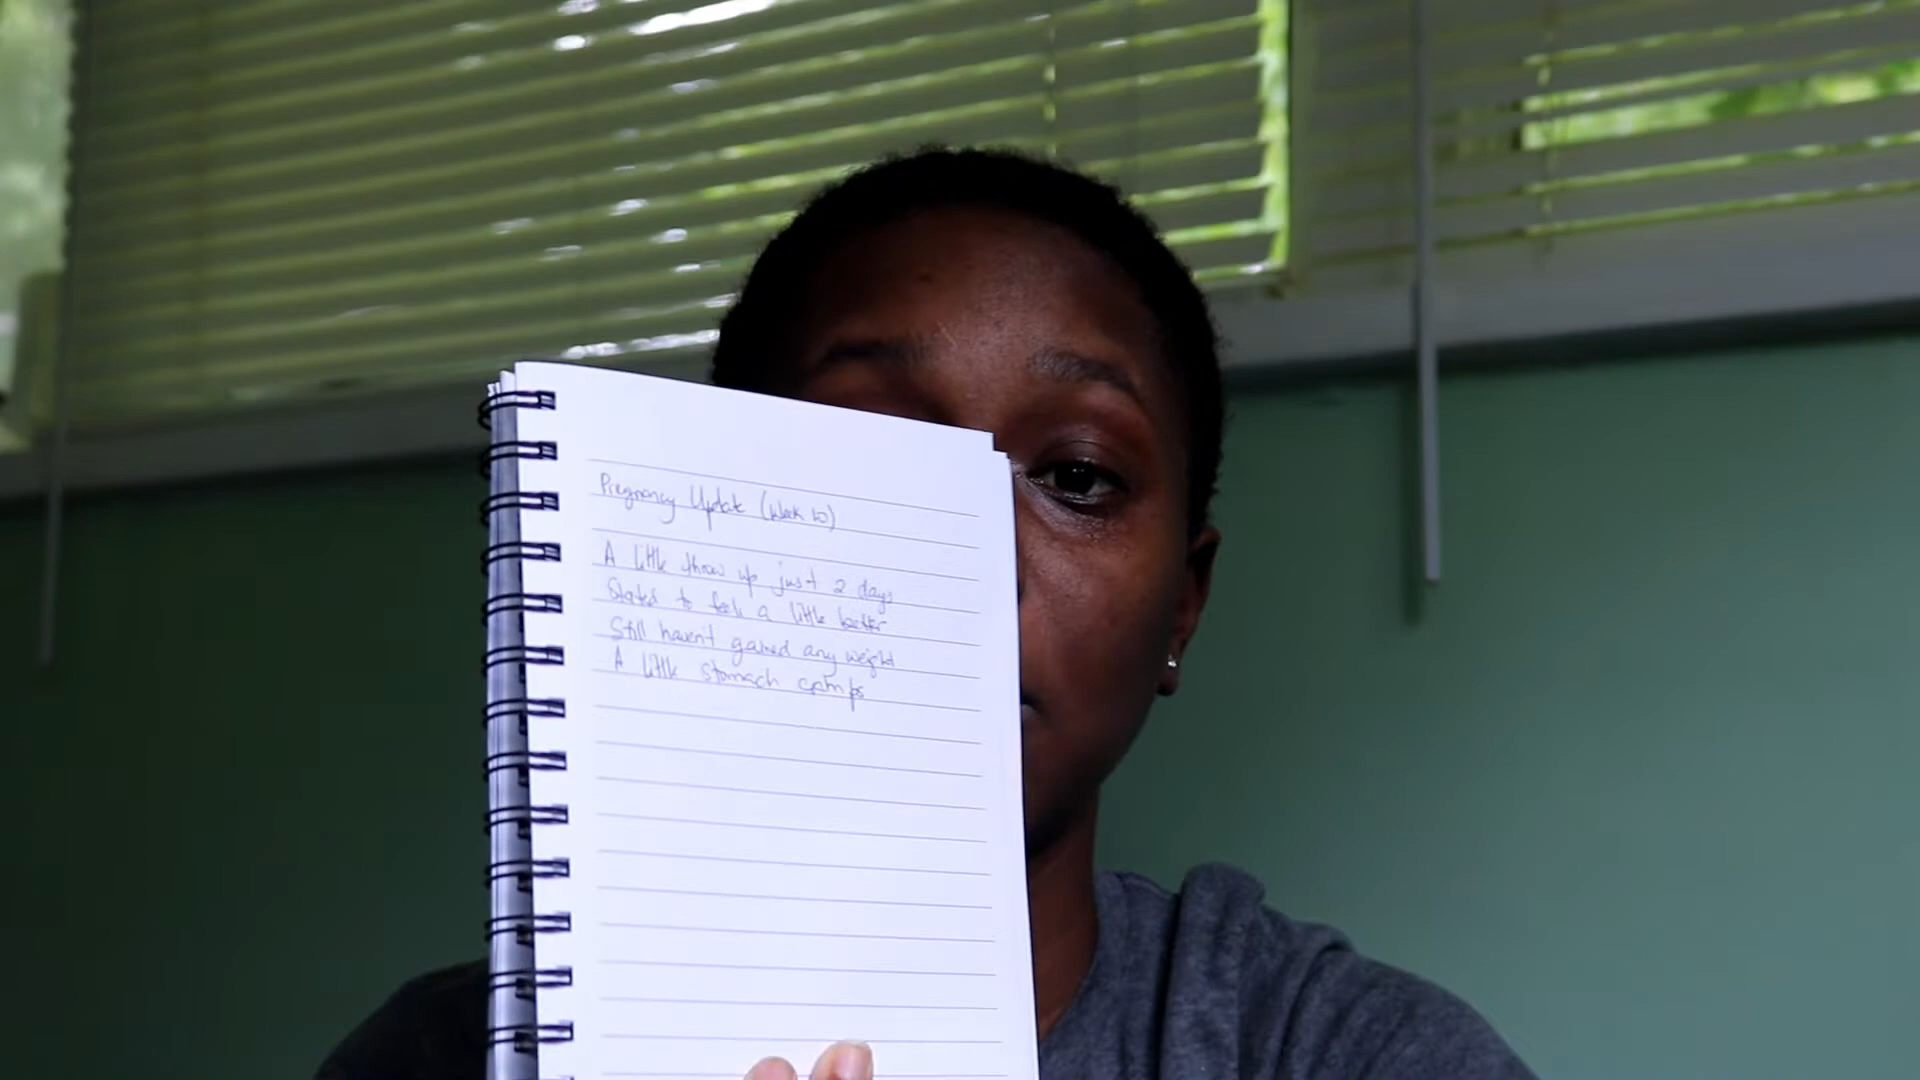 Pregnancy Update (Week 10)
A little throw up just 2 days
Stated to feel a little better
Still haven't gained any weight
A little stomach cramps